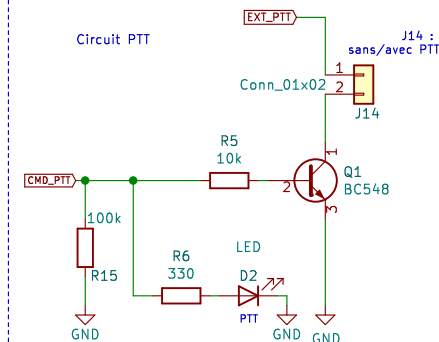 EXT_PTT
Circuit PTT
J14 :
sans/avec PTT
1
Conn_01x02
2
J14
R5
10k
1
Q1
CMD_PTT
2
BC548
3
100k
R15
R6
330
LED
D2
PTT
GND
GND
GND